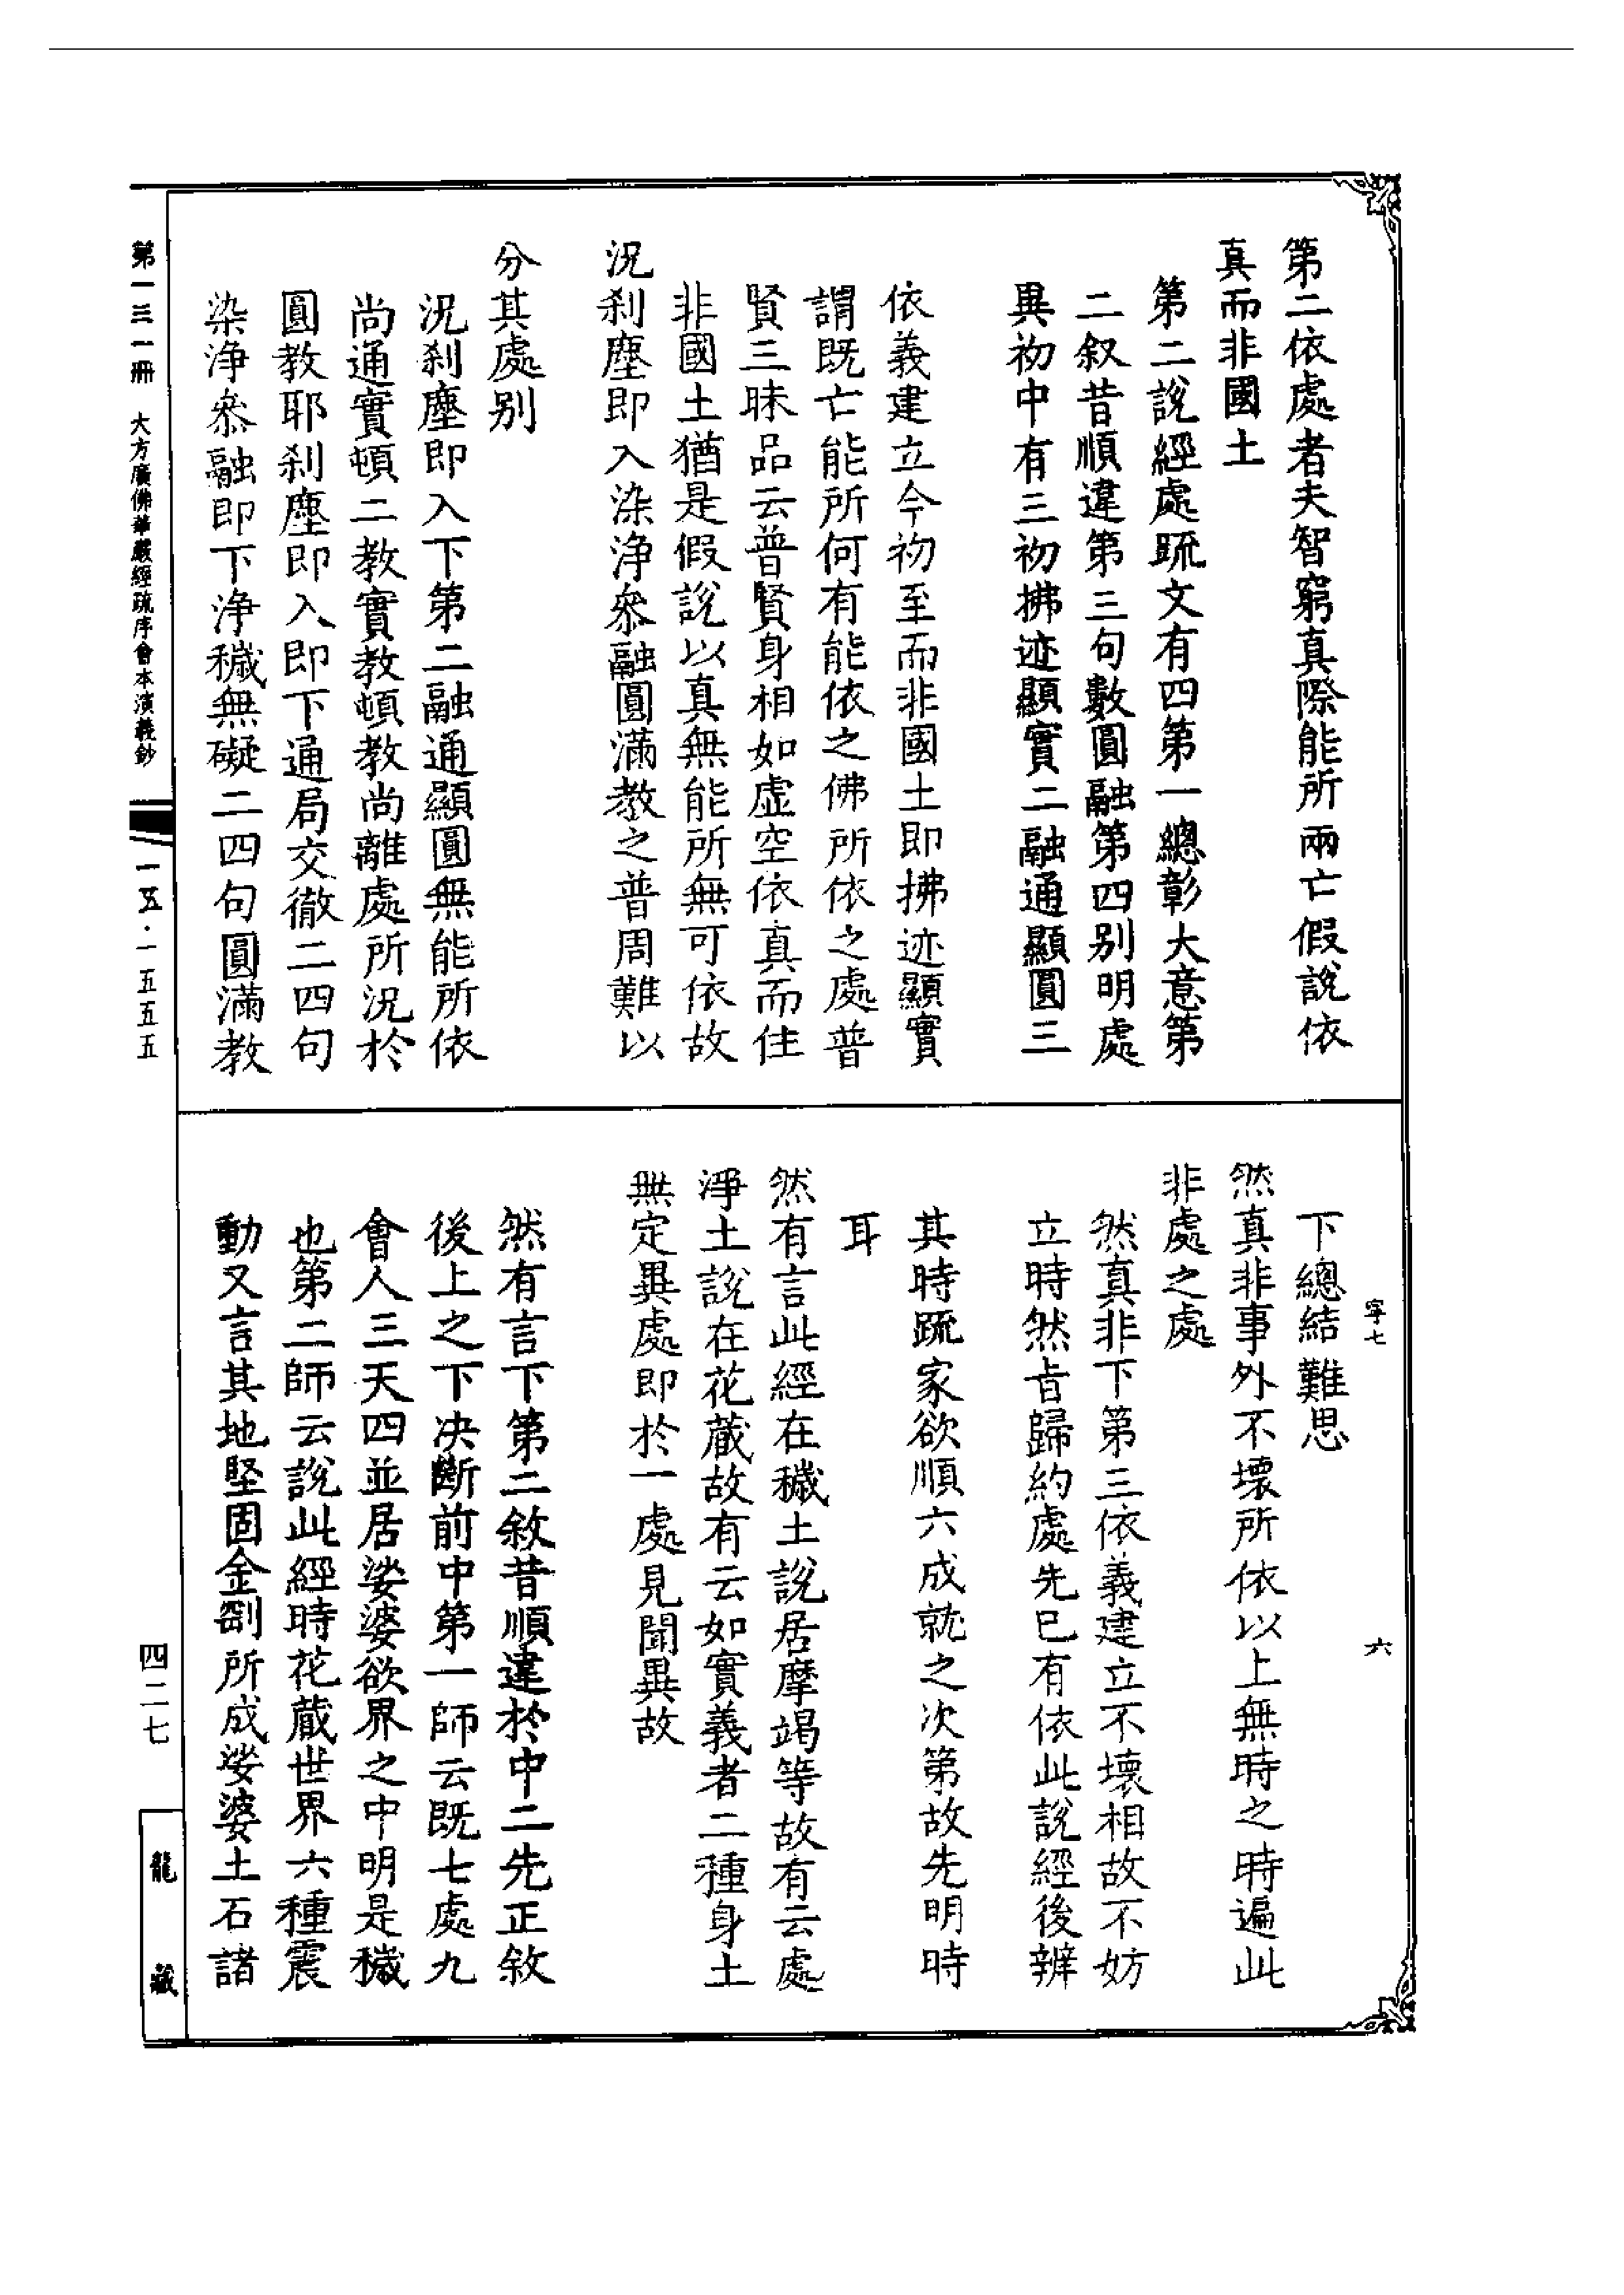 第二依處者夫智窮真際能所兩亡假說依
真而非國土
第二說經處䟽文有四第一總彰大意第
二叙昔順違第三句數圓融第四别明處
異初中有三初拂迹顯實二融通顯圓三
依義建立今初至而非國土即拂迹顯實
謂既亡能所何有能依之佛所依之處普
賢三昧品云普賢身相如虛空依真而住
非國土猶是假說以真無能所無可依故
況刹塵即入染淨叅融圓滿教之普周難以
分其處别
況刹塵即入下第二融通顯圓無能所依
尚通實頓二教實教頓教尚離處所況於
圓教耶刹塵即入即下通局交徹二四句
染淨叅融即下淨穢無礙二四句圓滿教
下總結難思
然真非事外不壞所依以上無時之時遍此
非處之處
然真非下第三依義建立不壞相故不妨
立時然㫖歸約處先已有依此說經後辨
其時䟽家欲順六成就之次第故先明時
耳
然有言此經在穢土說居摩竭等故有云處
淨土說在花藏故有云如實義者二種身土
無定異處即於一處見聞異故
然有言下第二敘昔順違於中二先正敘
後上之下決斷前中第一師云既七處九
會人三天四並居娑婆欲界之中明是穢
也第二師云說此經時花藏世界六種震
動又言其地堅固金剛所成娑婆土石諸
寧七
六
第一三一冊　大方廣佛華嚴經疏序會本演義鈔
一五·一五五五
四二七
龍藏